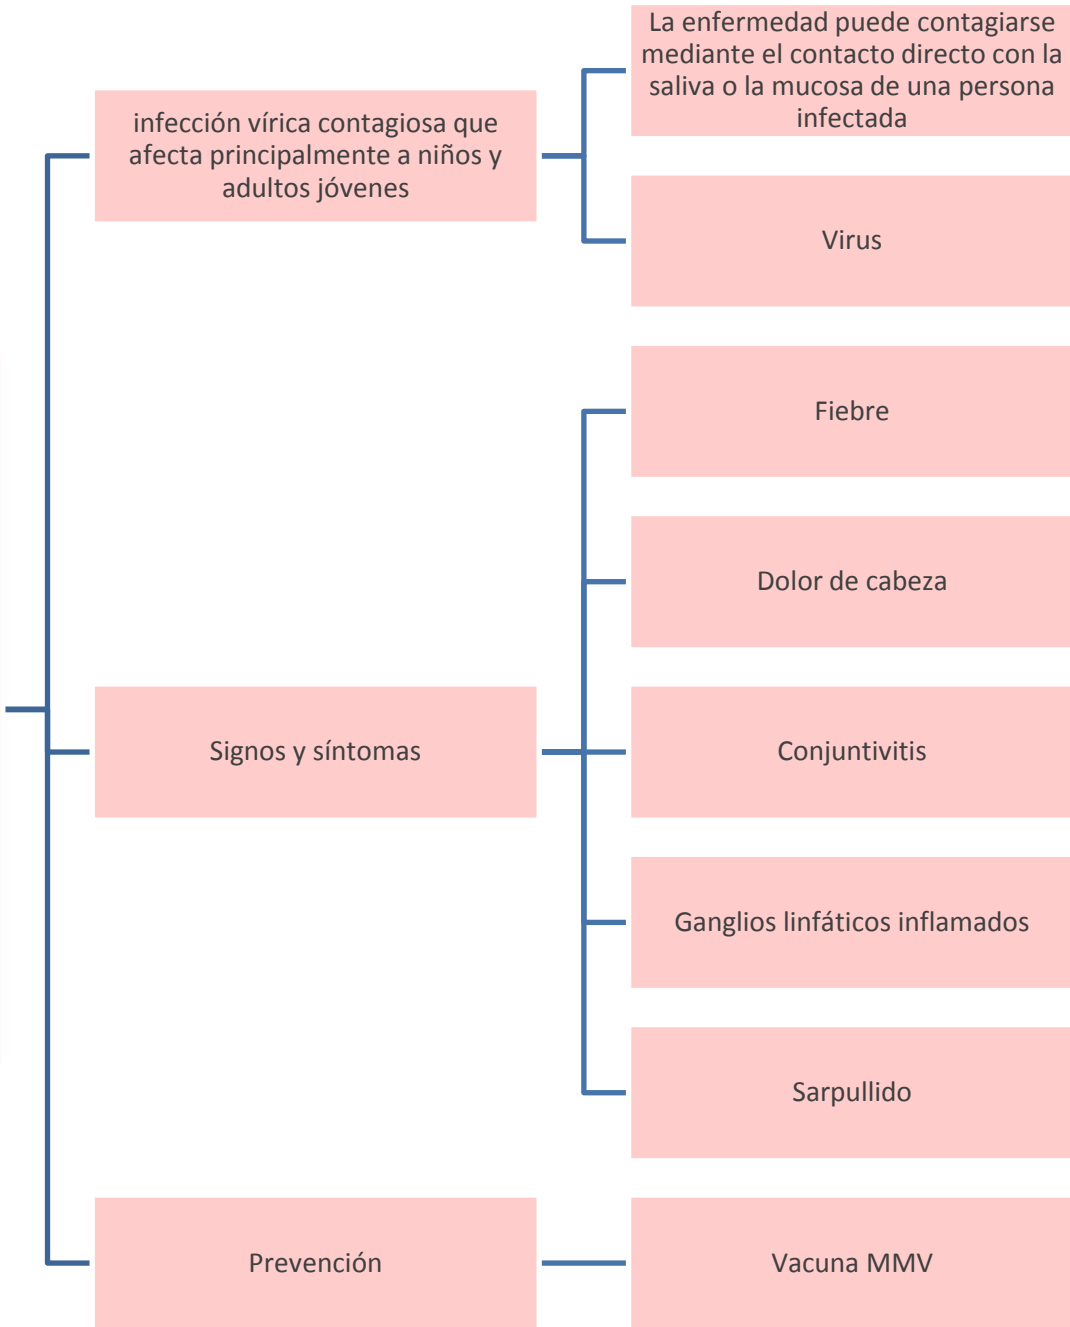 infección vírica contagiosa que
afecta principalmente a niños y
adultos jóvenes
La enfermedad puede contagiarse
mediante el contacto directo con la
saliva o la mucosa de una persona
infectada
Virus
Signos y síntomas
Fiebre
Dolor de cabeza
Conjuntivitis
Ganglios linfáticos inflamados
Sarpullido
Prevención
Vacuna MMV